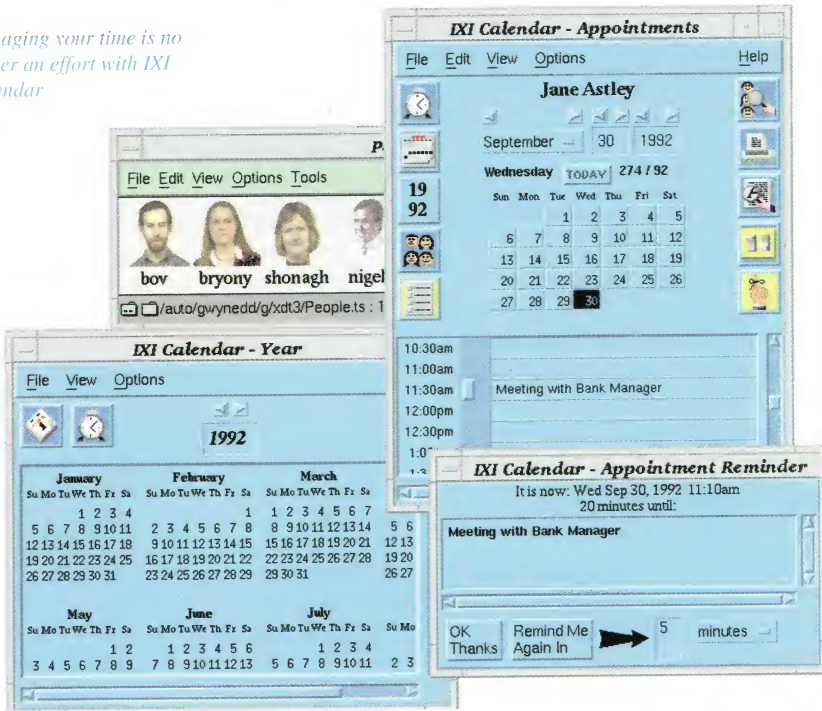 aging your time is no
er an effort with IXI
endar
IXI Calendar - Appointments
File Edit View Options Help
Jane Astley
September 30 1992
Wednesday TODAY 274 / 92
Sun Mon Tue Wed Thu Fri Sat
1 2 3 4 5
6 7 8 9 10 11 12
13 14 15 16 17 18 19
20 21 22 23 24 25 26
27 28 29 30
19
92
11
10:30am
11:00am
11:30am Meeting with Bank Manager
12:00pm
12:30pm
P
File Edit View Options Tools
bov bryony shonagh nigel
/auto/gwynedd/g/xdt3/People.ts : 1
IXI Calendar - Year
File View Options
1992
January February March
Su Mo Tu We Th Fr Sa Su Mo Tu We Th Fr Sa Su Mo Tu We Th Fr Sa
1 2 3 4 1 1 2 3 4 5 6 7
5 6 7 8 9 10 11 2 3 4 5 6 7 8 8 9 10 11 12 13 14 5 6
12 13 14 15 16 17 18 9 10 11 12 13 14 15 15 16 17 18 19 20 21 12 13
19 20 21 22 23 24 25 16 17 18 19 20 21 22 22 23 24 25 26 27 28 19 20
26 27 28 29 30 31 23 24 25 26 27 28 29 29 30 31 26 27
May June July
Su Mo Tu We Th Fr Sa Su Mo Tu We Th Fr Sa Su Mo Tu We Th Fr Sa Su Mo
1 2 1 2 3 4 5 6 1 2 3 4
3 4 5 6 7 8 9 7 8 9 10 11 12 13 5 6 7 8 9 10 11 2 3
IXI Calendar - Appointment Reminder
It is now: Wed Sep 30, 1992 11:10am
20 minutes until:
Meeting with Bank Manager
OK Thanks
Remind Me Again In
5 minutes